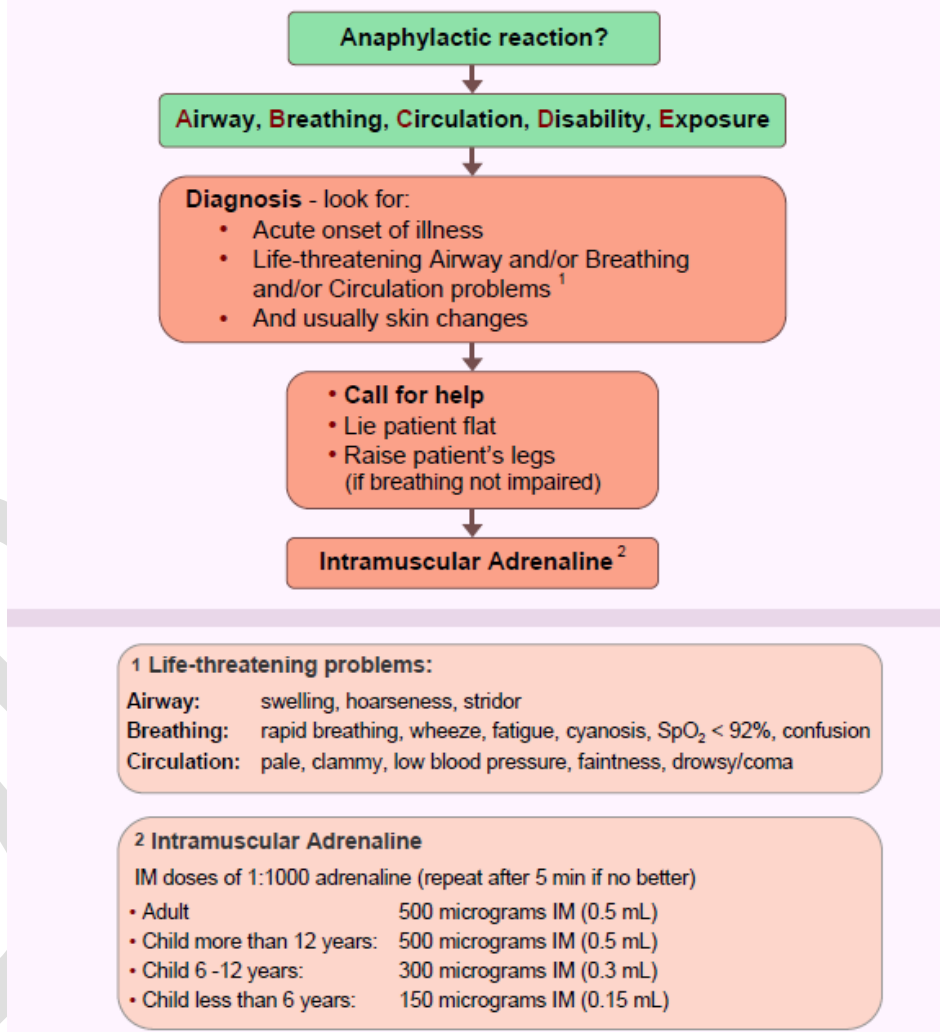 Anaphylactic reaction?
Airway, Breathing, Circulation, Disability, Exposure
Diagnosis - look for:
• Acute onset of illness
• Life-threatening Airway and/or Breathing
and/or Circulation problems 1
• And usually skin changes
• Call for help
• Lie patient flat
• Raise patient's legs
(if breathing not impaired)
Intramuscular Adrenaline 2
1 Life-threatening problems:
Airway: swelling, hoarseness, stridor
Breathing: rapid breathing, wheeze, fatigue, cyanosis, SpO₂ < 92%, confusion
Circulation: pale, clammy, low blood pressure, faintness, drowsy/coma
2 Intramuscular Adrenaline
IM doses of 1:1000 adrenaline (repeat after 5 min if no better)
• Adult 500 micrograms IM (0.5 mL)
• Child more than 12 years: 500 micrograms IM (0.5 mL)
• Child 6 -12 years: 300 micrograms IM (0.3 mL)
• Child less than 6 years: 150 micrograms IM (0.15 mL)